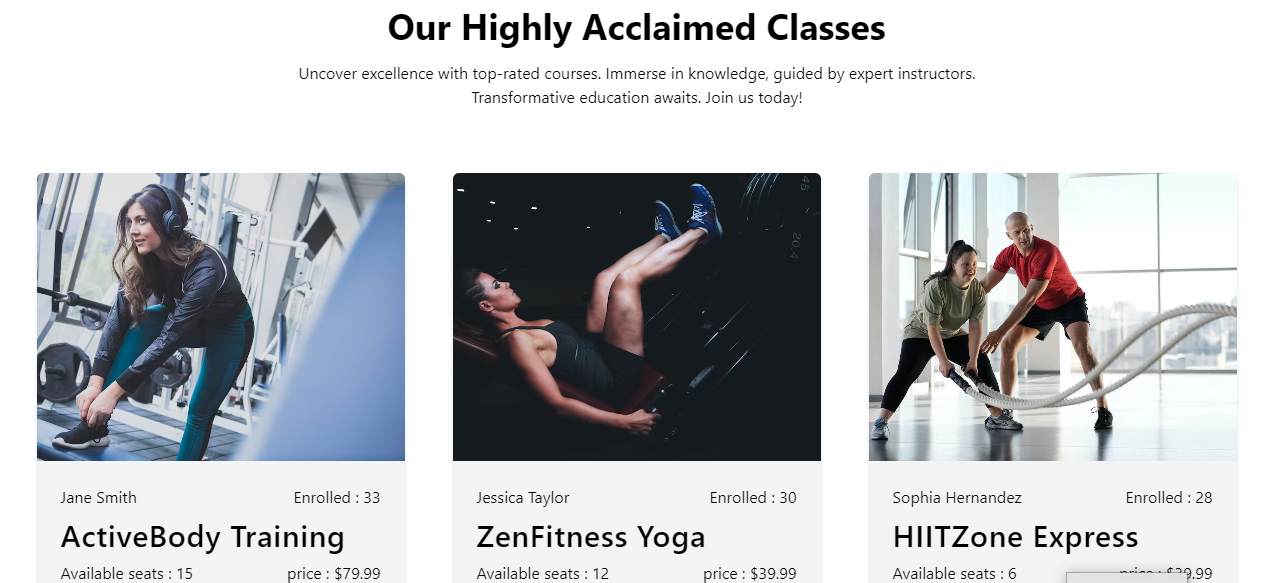 Our Highly Acclaimed Classes
Uncover excellence with top-rated courses. Immerse in knowledge, guided by expert instructors.
Transformative education awaits. Join us today!
45
20.4
Jane Smith Enrolled : 33
ActiveBody Training
Available seats : 15 price : $79.99
Jessica Taylor Enrolled : 30
ZenFitness Yoga
Available seats : 12 price : $39.99
Sophia Hernandez Enrolled : 28
HIITZone Express
Available seats : 6 price :